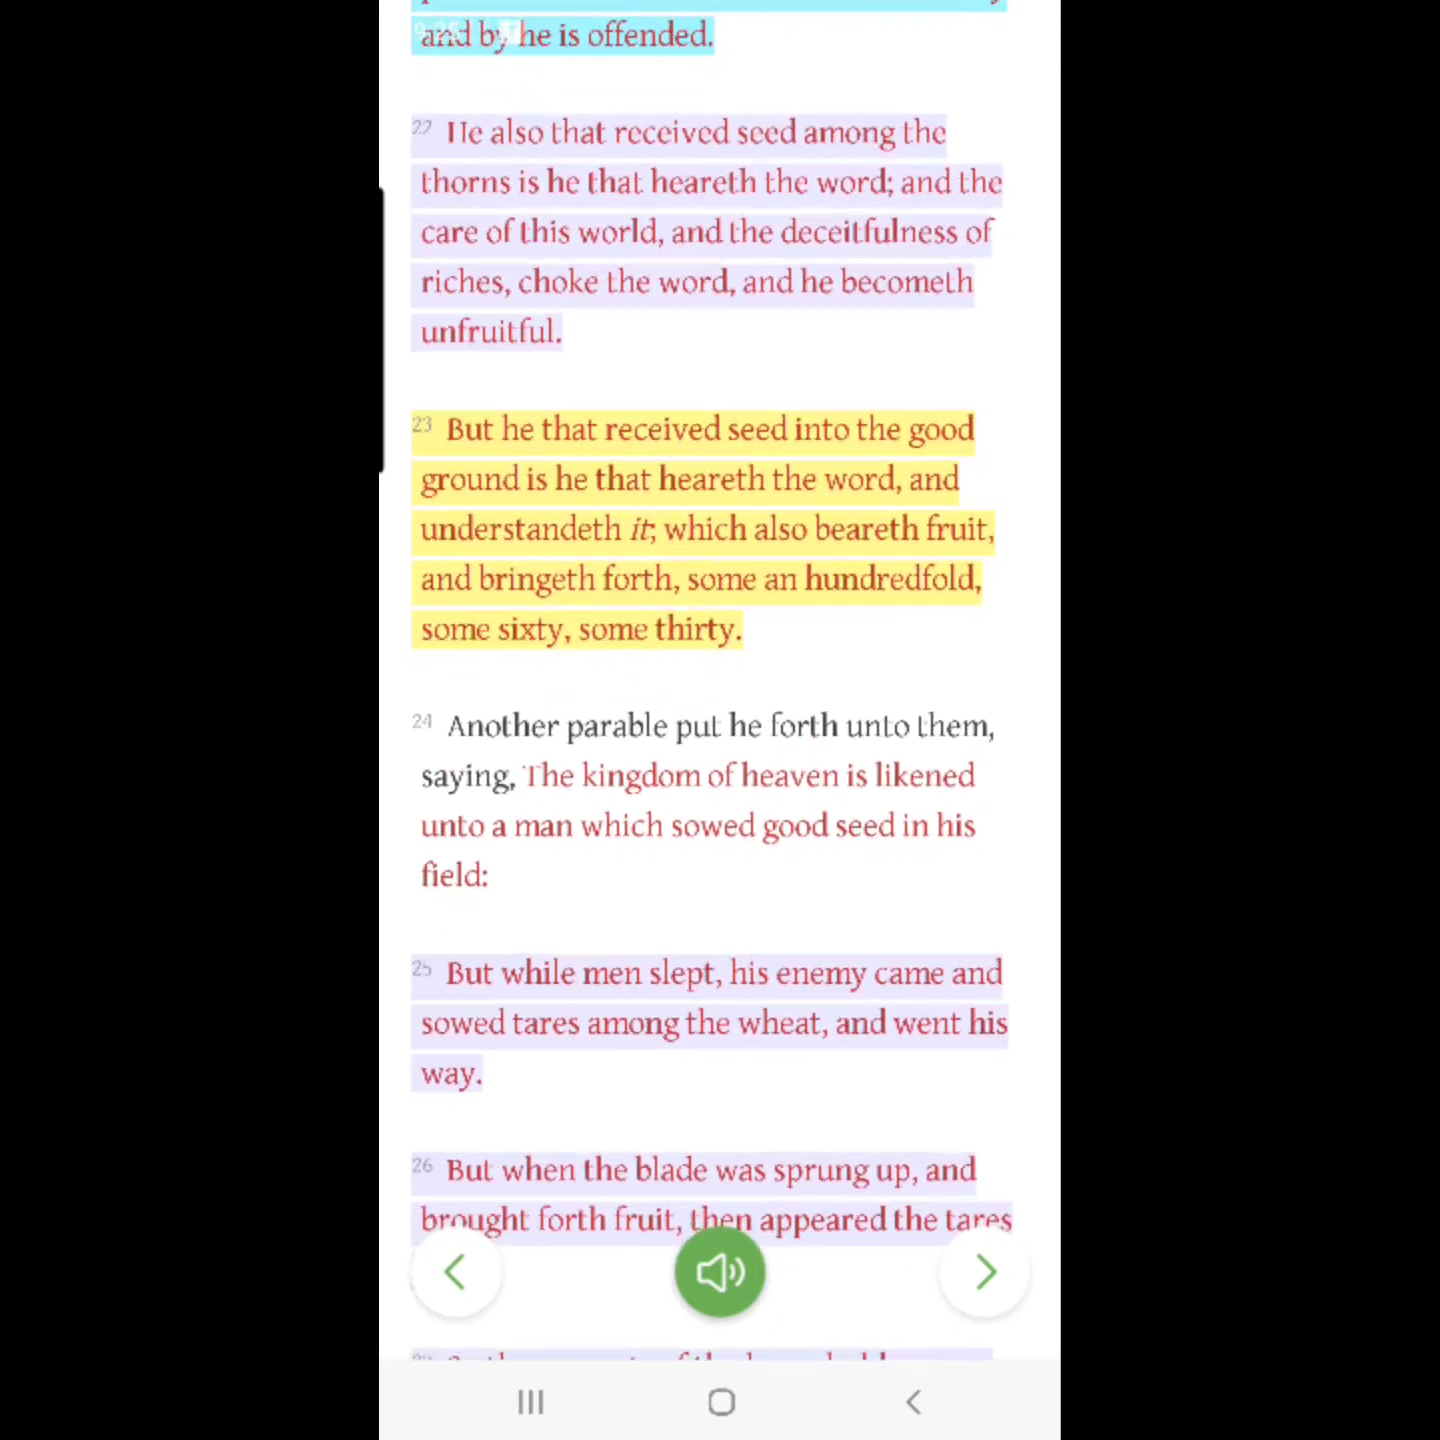 and by he is offended.
22 He also that received seed among the
thorns is he that heareth the word; and the
care of this world, and the deceitfulness of
riches, choke the word, and he becometh
unfruitful.
23 But he that received seed into the good
ground is he that heareth the word, and
understandeth it; which also beareth fruit,
and bringeth forth, some an hundredfold,
some sixty, some thirty.
24 Another parable put he forth unto them,
saying, The kingdom of heaven is likened
unto a man which sowed good seed in his
field:
25 But while men slept, his enemy came and
sowed tares among the wheat, and went his
way.
26 But when the blade was sprung up, and
brought forth fruit, then appeared the tares